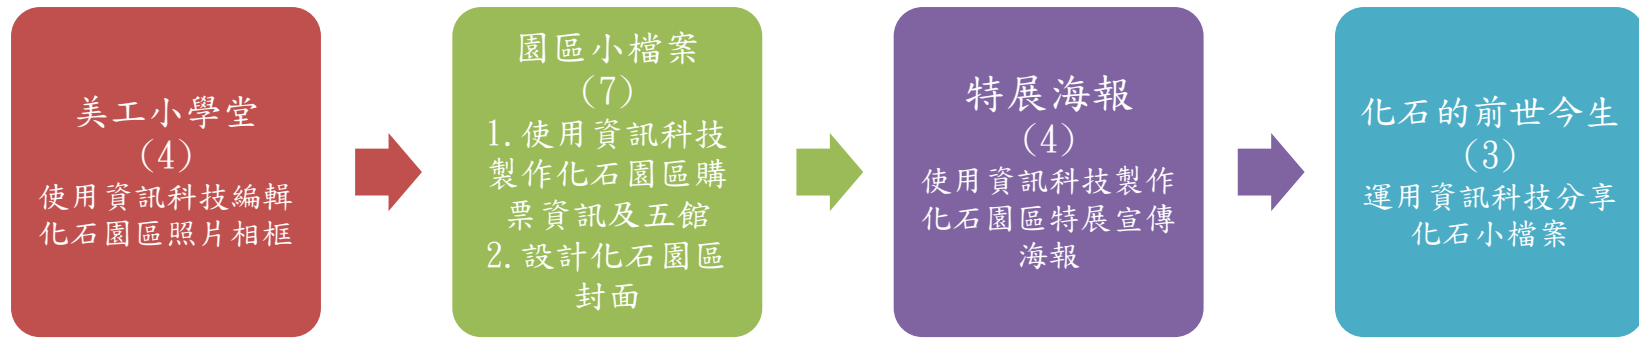 美工小學堂
(4)
使用資訊科技編輯
化石園區照片相框
園區小檔案
(7)
1.使用資訊科技
製作化石園區購
票資訊及五館
2.設計化石園區
封面
特展海報
(4)
使用資訊科技製作
化石園區特展宣傳
海報
化石的前世今生
(3)
運用資訊科技分享
化石小檔案